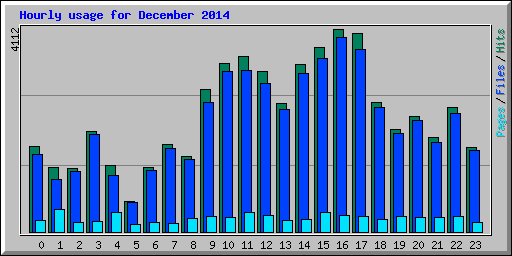 Hourly usage for December 2014
4112
Pages/Files/Hits
0 1 2 3 4 5 6 7 8 9 10 11 12 13 14 15 16 17 18 19 20 21 22 23